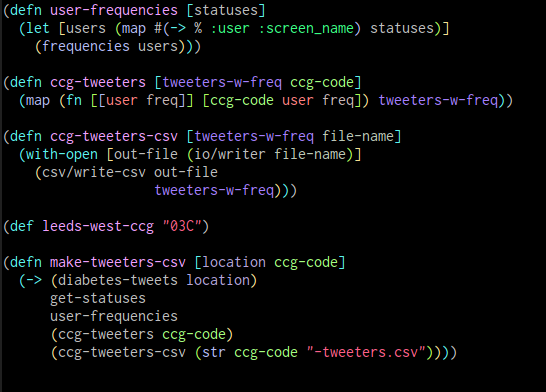 (defn user-frequencies [statuses]
  (let [users (map #(-> % :user :screen_name) statuses)]
    (frequencies users)))

(defn ccg-tweeters [tweeters-w-freq ccg-code]
  (map (fn [[user freq]] [ccg-code user freq]) tweeters-w-freq))

(defn ccg-tweeters-csv [tweeters-w-freq file-name]
  (with-open [out-file (io/writer file-name)]
    (csv/write-csv out-file
                   tweeters-w-freq)))

(def leeds-west-ccg "03C")

(defn make-tweeters-csv [location ccg-code]
  (-> (diabetes-tweets location)
      get-statuses
      user-frequencies
      (ccg-tweeters ccg-code)
      (ccg-tweeters-csv (str ccg-code "-tweeters.csv"))))